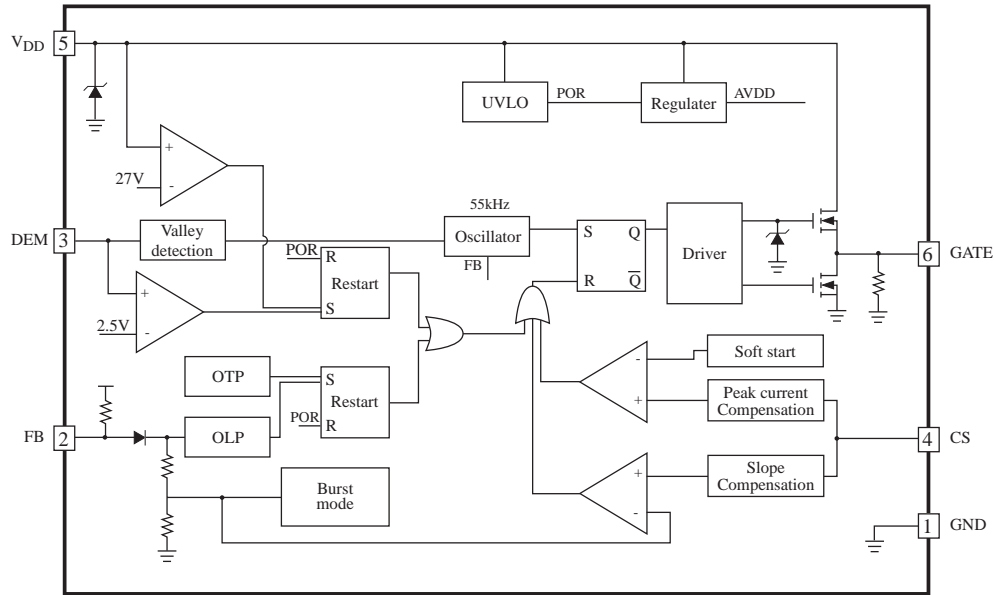 VDD 5
UVLO
POR
Regulater
AVDD
+
27V
-
55kHz
DEM 3
Valley
detection
Oscillator
FB
S
Q
R
Q
Driver
6 GATE
POR
R
Restart
S
+
2.5V
-
Soft start
-
+
Peak current
Compensation
OTP
S
Restart
POR
R
FB 2
OLP
4 CS
+
-
Slope
Compensation
Burst
mode
1 GND